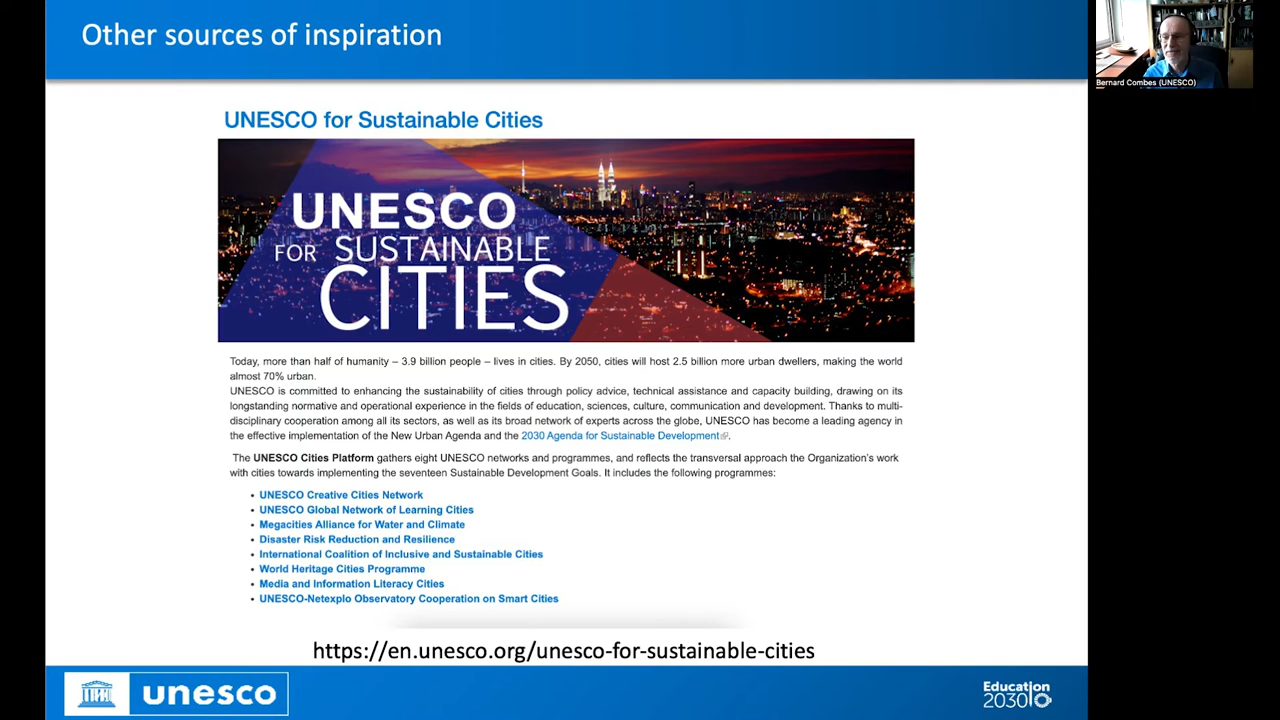 Other sources of inspiration
Bernard Combes (UNESCO)
UNESCO for Sustainable Cities
UNESCO
FOR SUSTAINABLE
CITIES
Today, more than half of humanity – 3.9 billion people – lives in cities. By 2050, cities will host 2.5 billion more urban dwellers, making the world
almost 70% urban.
UNESCO is committed to enhancing the sustainability of cities through policy advice, technical assistance and capacity building, drawing on its
longstanding normative and operational experience in the fields of education, sciences, culture, communication and development. Thanks to multi-
disciplinary cooperation among all its sectors, as well as its broad network of experts across the globe, UNESCO has become a leading agency in
the effective implementation of the New Urban Agenda and the 2030 Agenda for Sustainable Development.
The UNESCO Cities Platform gathers eight UNESCO networks and programmes, and reflects the transversal approach the Organization's work
with cities towards implementing the seventeen Sustainable Development Goals. It includes the following programmes:
• UNESCO Creative Cities Network
• UNESCO Global Network of Learning Cities
• Megacities Alliance for Water and Climate
• Disaster Risk Reduction and Resilience
• International Coalition of Inclusive and Sustainable Cities
• World Heritage Cities Programme
• Media and Information Literacy Cities
• UNESCO-Netexplo Observatory Cooperation on Smart Cities
https://en.unesco.org/unesco-for-sustainable-cities
unesco
Education
2030